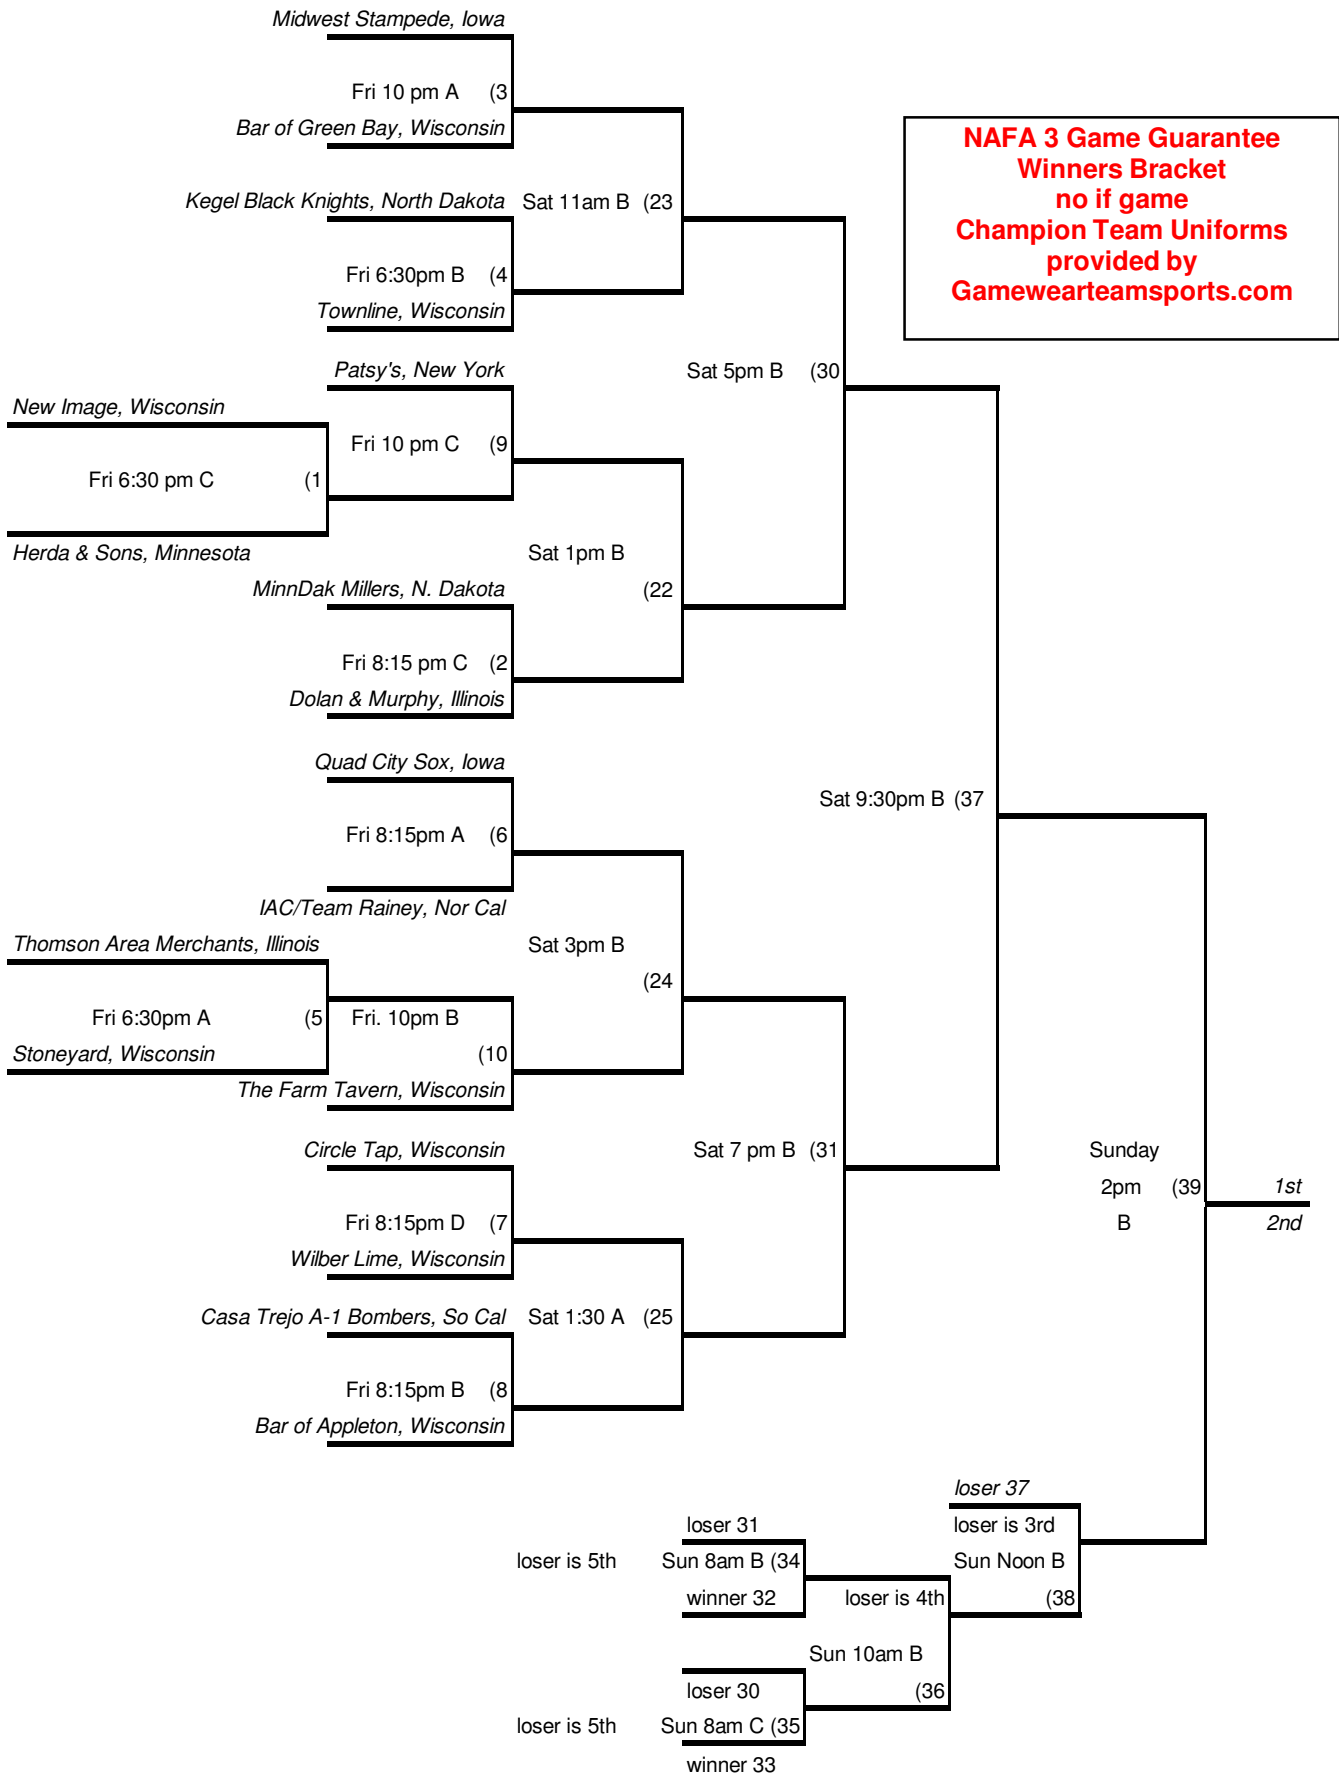 Midwest Stampede, Iowa
Fri 10 pm A (3
Bar of Green Bay, Wisconsin
NAFA 3 Game Guarantee
Winners Bracket
no if game
Champion Team Uniforms
provided by
Gamewearteamsports.com
Kegel Black Knights, North Dakota
Sat 11am B (23
Fri 6:30pm B (4
Townline, Wisconsin
Patsy's, New York
Sat 5pm B (30
New Image, Wisconsin
Fri 10 pm C (9
Fri 6:30 pm C (1
Herda & Sons, Minnesota
Sat 1pm B
(22
MinnDak Millers, N. Dakota
Fri 8:15 pm C (2
Dolan & Murphy, Illinois
Quad City Sox, Iowa
Sat 9:30pm B (37
Fri 8:15pm A (6
IAC/Team Rainey, Nor Cal
Thomson Area Merchants, Illinois
Sat 3pm B
(24
Fri 6:30pm A (5
Fri. 10pm B
(10
Stoneyard, Wisconsin
The Farm Tavern, Wisconsin
Circle Tap, Wisconsin
Sat 7 pm B (31
Sunday
2pm (39
B
1st
2nd
Fri 8:15pm D (7
Wilber Lime, Wisconsin
Casa Trejo A-1 Bombers, So Cal
Sat 1:30 A (25
Fri 8:15pm B (8
Bar of Appleton, Wisconsin
loser 37
loser 31
loser is 3rd
loser is 5th
Sun 8am B (34
Sun Noon B
winner 32
loser is 4th
(38
Sun 10am B
loser 30
(36
loser is 5th
Sun 8am C (35
winner 33